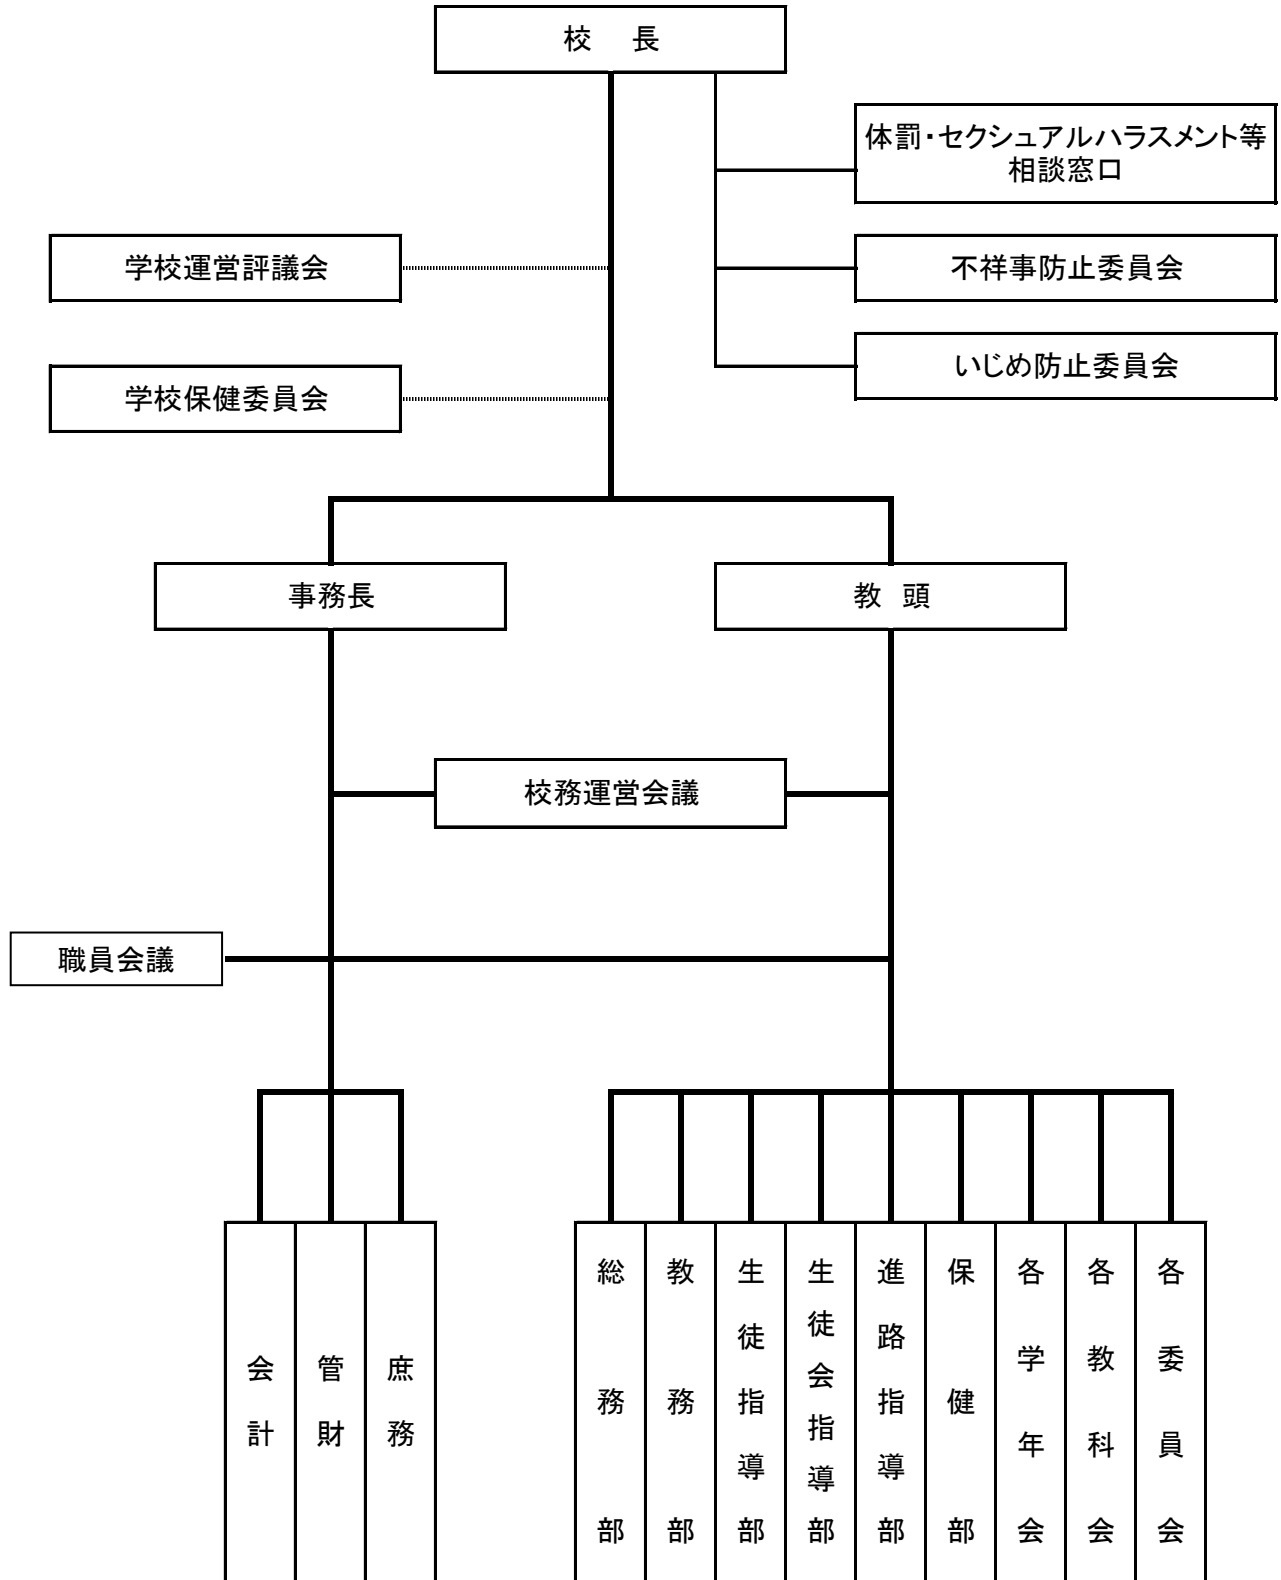 校　長
体罰・セクシュアルハラスメント等
相談窓口
学校運営評議会
不祥事防止委員会
いじめ防止委員会
学校保健委員会
事務長
教　頭
校務運営会議
職員会議
会計
管財
庶務
総務部
教務部
生徒指導部
生徒会指導部
進路指導部
保健部
各学年会
各教科会
各委員会